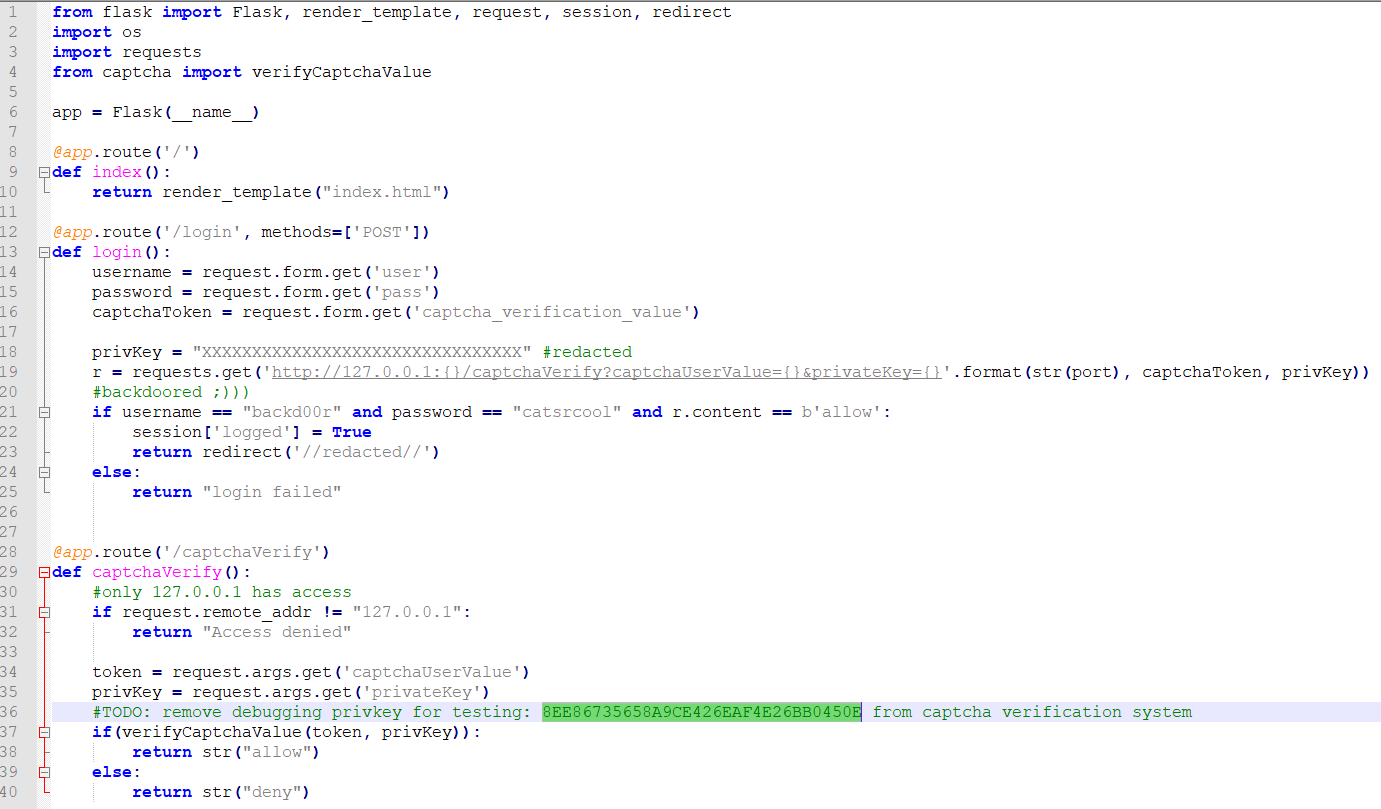 1 from flask import Flask, render_template, request, session, redirect
2 import os
3 import requests
4 from captcha import verifyCaptchaValue
5
6 app = Flask(__name__)
7
8 @app.route('/')
9 def index():
10     return render_template("index.html")
11
12 @app.route('/login', methods=['POST'])
13 def login():
14     username = request.form.get('user')
15     password = request.form.get('pass')
16     captchaToken = request.form.get('captcha_verification_value')
17
18     privKey = "XXXXXXXXXXXXXXXXXXXXXXXXXXXXXXXX" #redacted
19     r = requests.get('http://127.0.0.1:{}/captchaVerify?captchaUserValue={}&privateKey={}'.format(str(port), captchaToken, privKey))
20     #backdoored ;)))
21     if username == "backd00r" and password == "catsrcool" and r.content == b'allow':
22         session['logged'] = True
23         return redirect('//redacted//')
24     else:
25         return "login failed"
26
27
28 @app.route('/captchaVerify')
29 def captchaVerify():
30     #only 127.0.0.1 has access
31     if request.remote_addr != "127.0.0.1":
32         return "Access denied"
33
34     token = request.args.get('captchaUserValue')
35     privKey = request.args.get('privateKey')
36     #TODO: remove debugging privkey for testing: 8EE86735658A9CE426EAF4E26BB0450E from captcha verification system
37     if(verifyCaptchaValue(token, privKey)):
38         return str("allow")
39     else:
40         return str("deny")